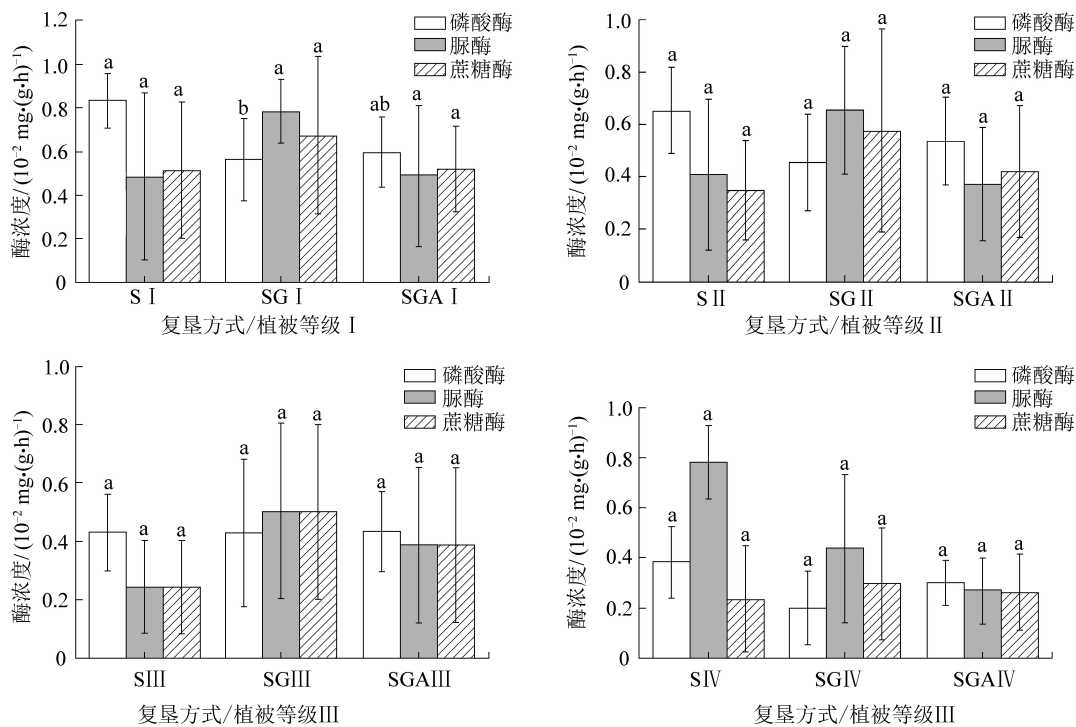 酶浓度/(10⁻² mg·(g·h)⁻¹)
1.2
1.0
0.8
0.6
0.4
0.2
0
磷酸酶
脲酶
蔗糖酶
a
a
a
b
a
a
ab
a
a
SⅠ SGⅠ SGAⅠ
复垦方式/植被等级Ⅰ
酶浓度/(10⁻² mg·(g·h)⁻¹)
1.0
0.8
0.6
0.4
0.2
0
磷酸酶
脲酶
蔗糖酶
a
a
a
a
a
a
a
a
a
SⅡ SGⅡ SGAⅡ
复垦方式/植被等级Ⅱ
酶浓度/(10⁻² mg·(g·h)⁻¹)
1.0
0.8
0.6
0.4
0.2
0
磷酸酶
脲酶
蔗糖酶
a
a
a
a
a
a
a
a
a
SⅢ SGⅢ SGAⅢ
复垦方式/植被等级Ⅲ
酶浓度/(10⁻² mg·(g·h)⁻¹)
1.0
0.8
0.6
0.4
0.2
0
磷酸酶
脲酶
蔗糖酶
a
a
a
a
a
a
a
a
a
SⅣ SGⅣ SGAⅣ
复垦方式/植被等级Ⅲ